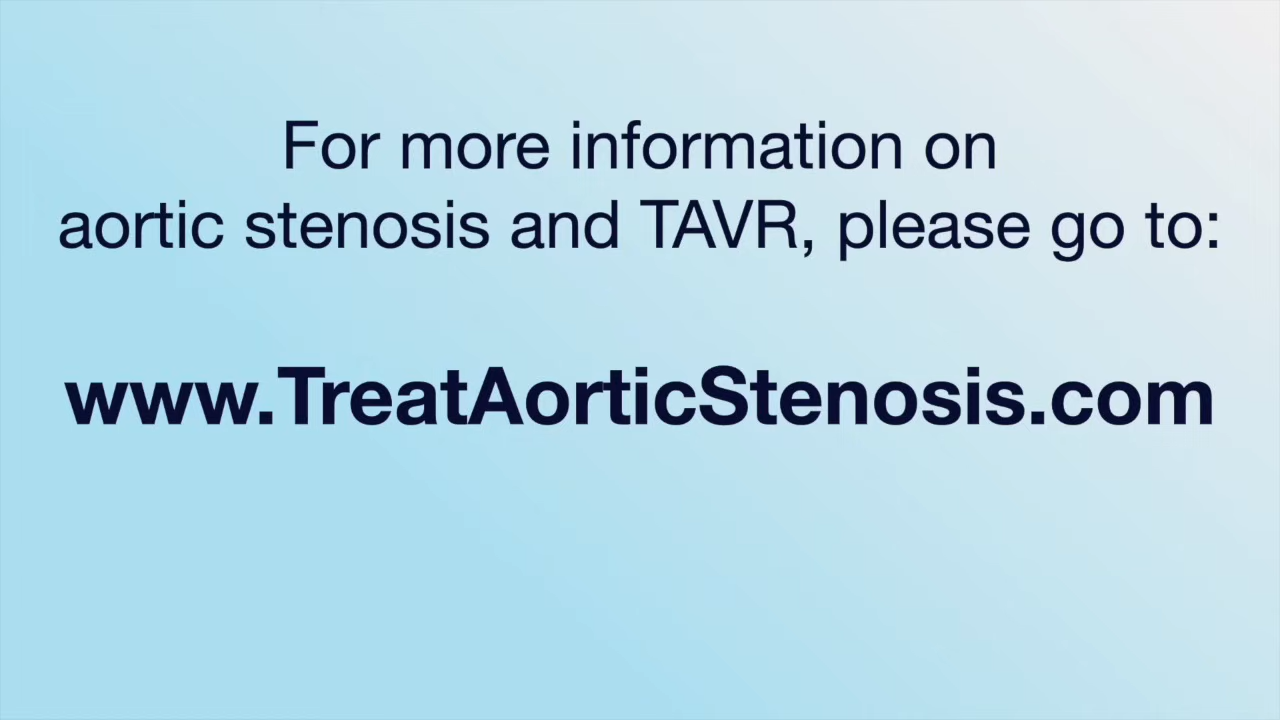 For more information on
aortic stenosis and TAVR, please go to:
www.TreatAorticStenosis.com